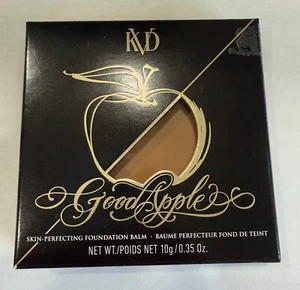 KVD
Good Apple
SKIN-PERFECTING FOUNDATION BALM · BAUME PERFECTEUR FOND DE TEINT
NET WT./POIDS NET 10g / 0.35 Oz.